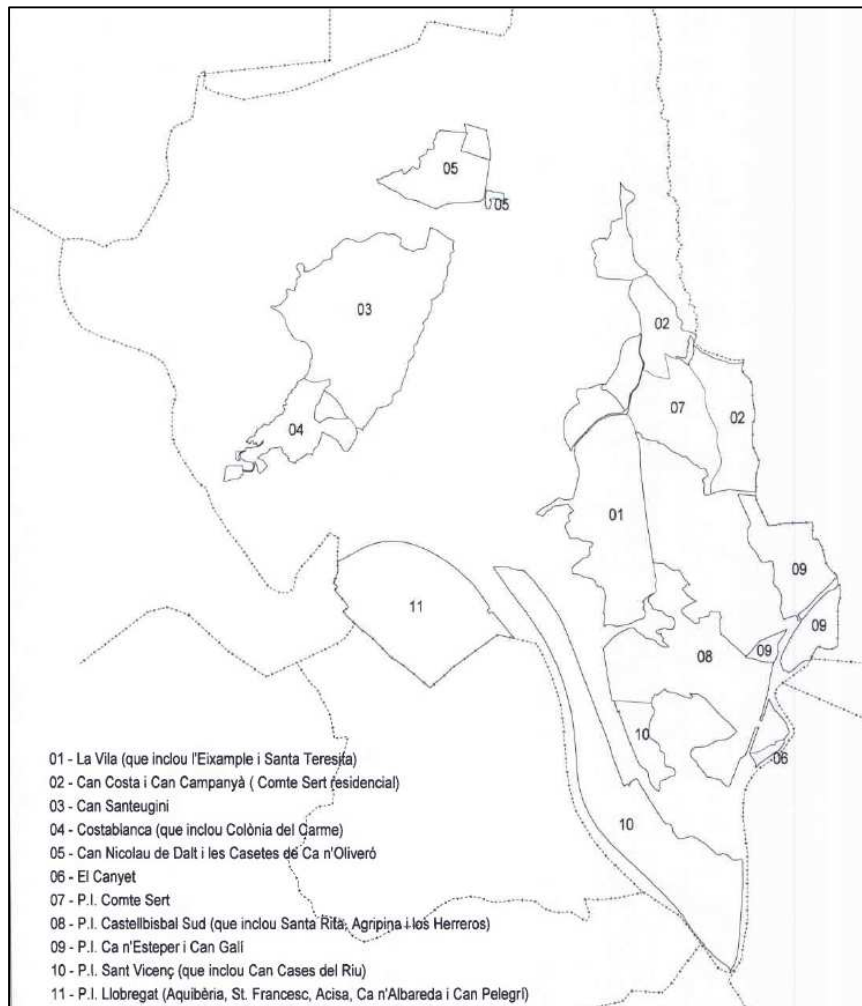 05
05
03
02
07
02
04
01
09
11
09
09
08
10
06
10
01 - La Vila (que inclou l'Eixample i Santa Teresita)
02 - Can Costa i Can Campanyà ( Comte Sert residencial)
03 - Can Santeugini
04 - Costablanca (que inclou Colònia del Carme)
05 - Can Nicolau de Dalt i les Casetes de Ca n'Oliveró
06 - El Canyet
07 - P.I. Comte Sert
08 - P.I. Castellbisbal Sud (que inclou Santa Rita, Agripina i los Herreros)
09 - P.I. Ca n'Esteper i Can Galí
10 - P.I. Sant Vicenç (que inclou Can Cases del Riu)
11 - P.I. Llobregat (Aquibèria, St. Francesc, Acisa, Ca n'Albareda i Can Pelegrí)